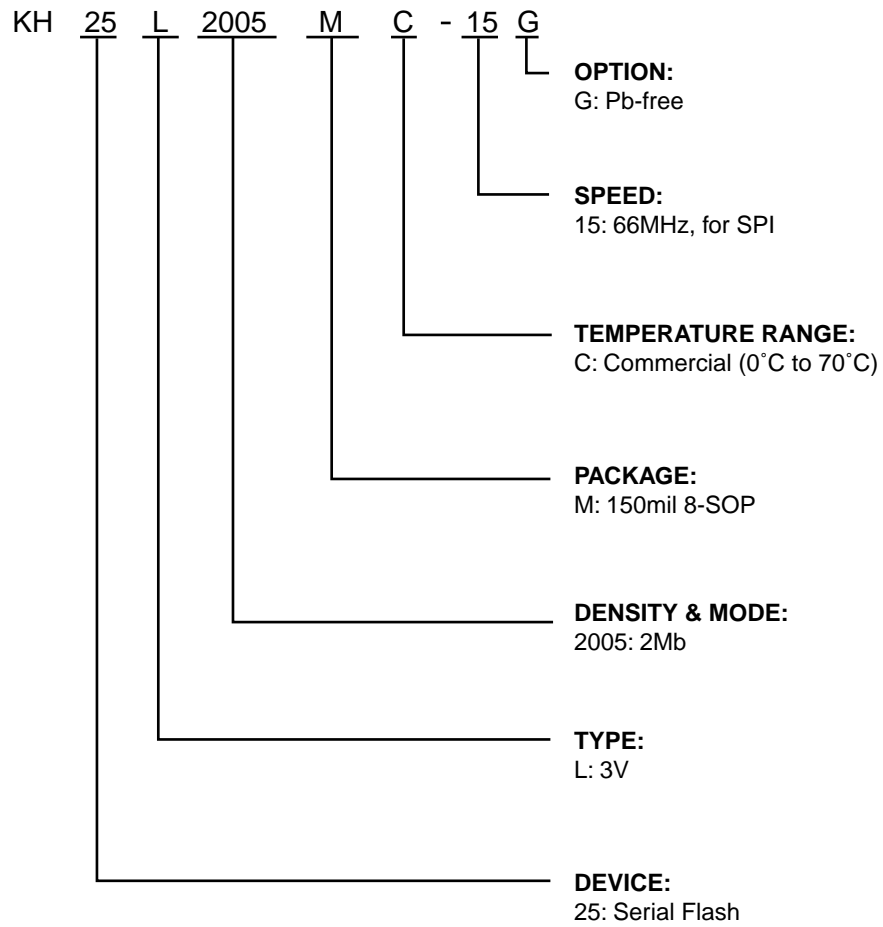 KH 25 L 2005 M C - 15 G
OPTION:
G: Pb-free
SPEED:
15: 66MHz, for SPI
TEMPERATURE RANGE:
C: Commercial (0˚C to 70˚C)
PACKAGE:
M: 150mil 8-SOP
DENSITY & MODE:
2005: 2Mb
TYPE:
L: 3V
DEVICE:
25: Serial Flash